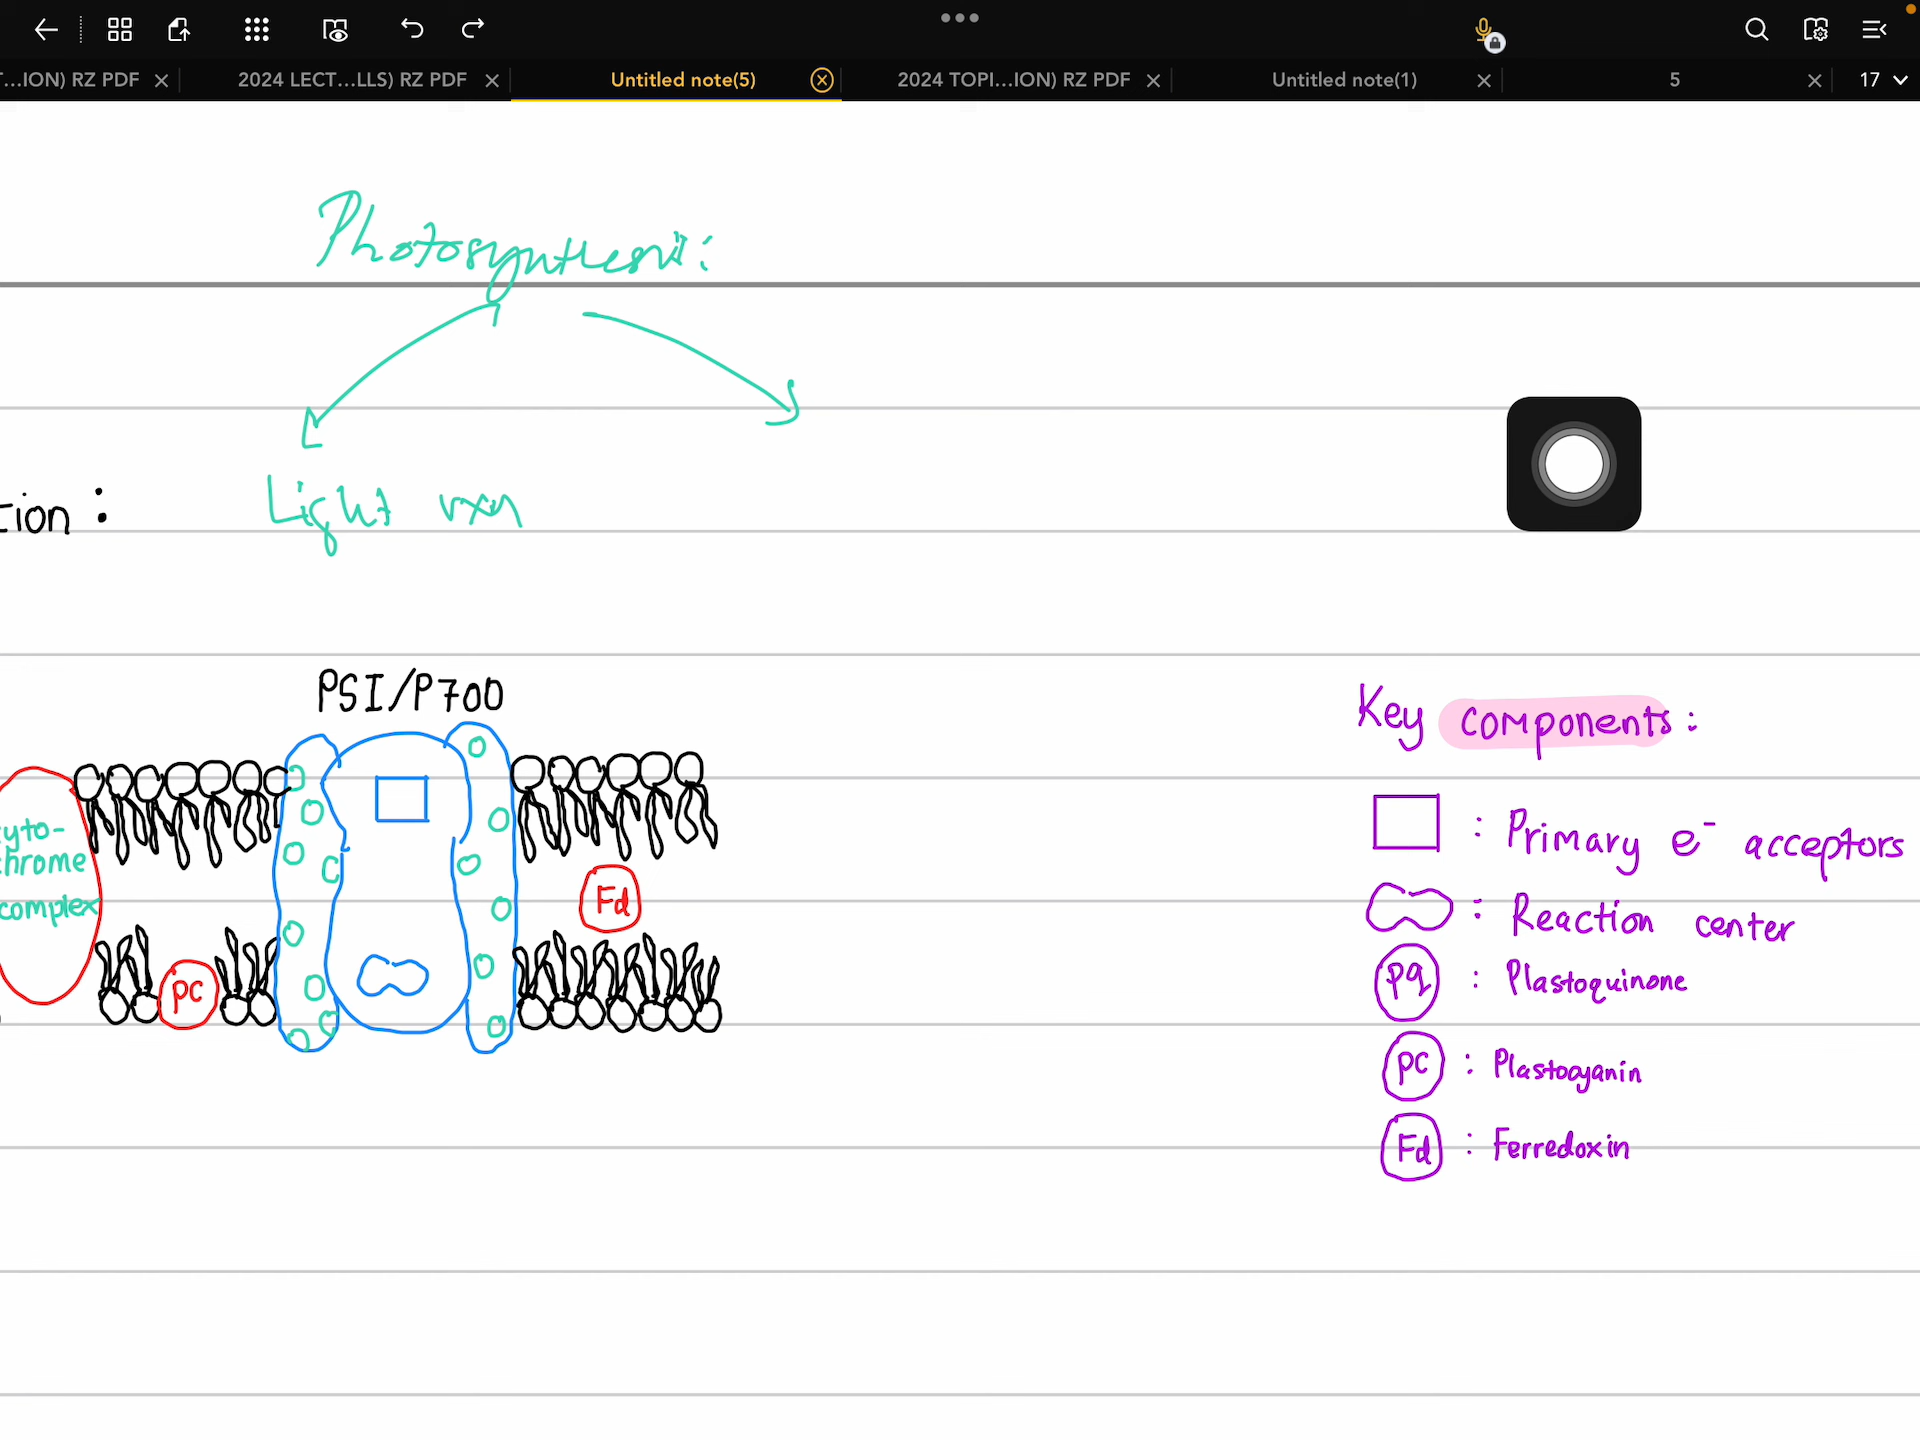 ...ION) RZ PDF
2024 LECT...LLS) RZ PDF
Untitled note(5)
2024 TOPI...ION) RZ PDF
Untitled note(1)
5
17
Photosynthesis:
tion :
Light rxn
PSI/P700
Key components:
yto-
chrome
complex
C
Fd
PC
: Primary e⁻ acceptors
: Reaction center
Pq : Plastoquinone
PC : Plastocyanin
Fd : Ferredoxin